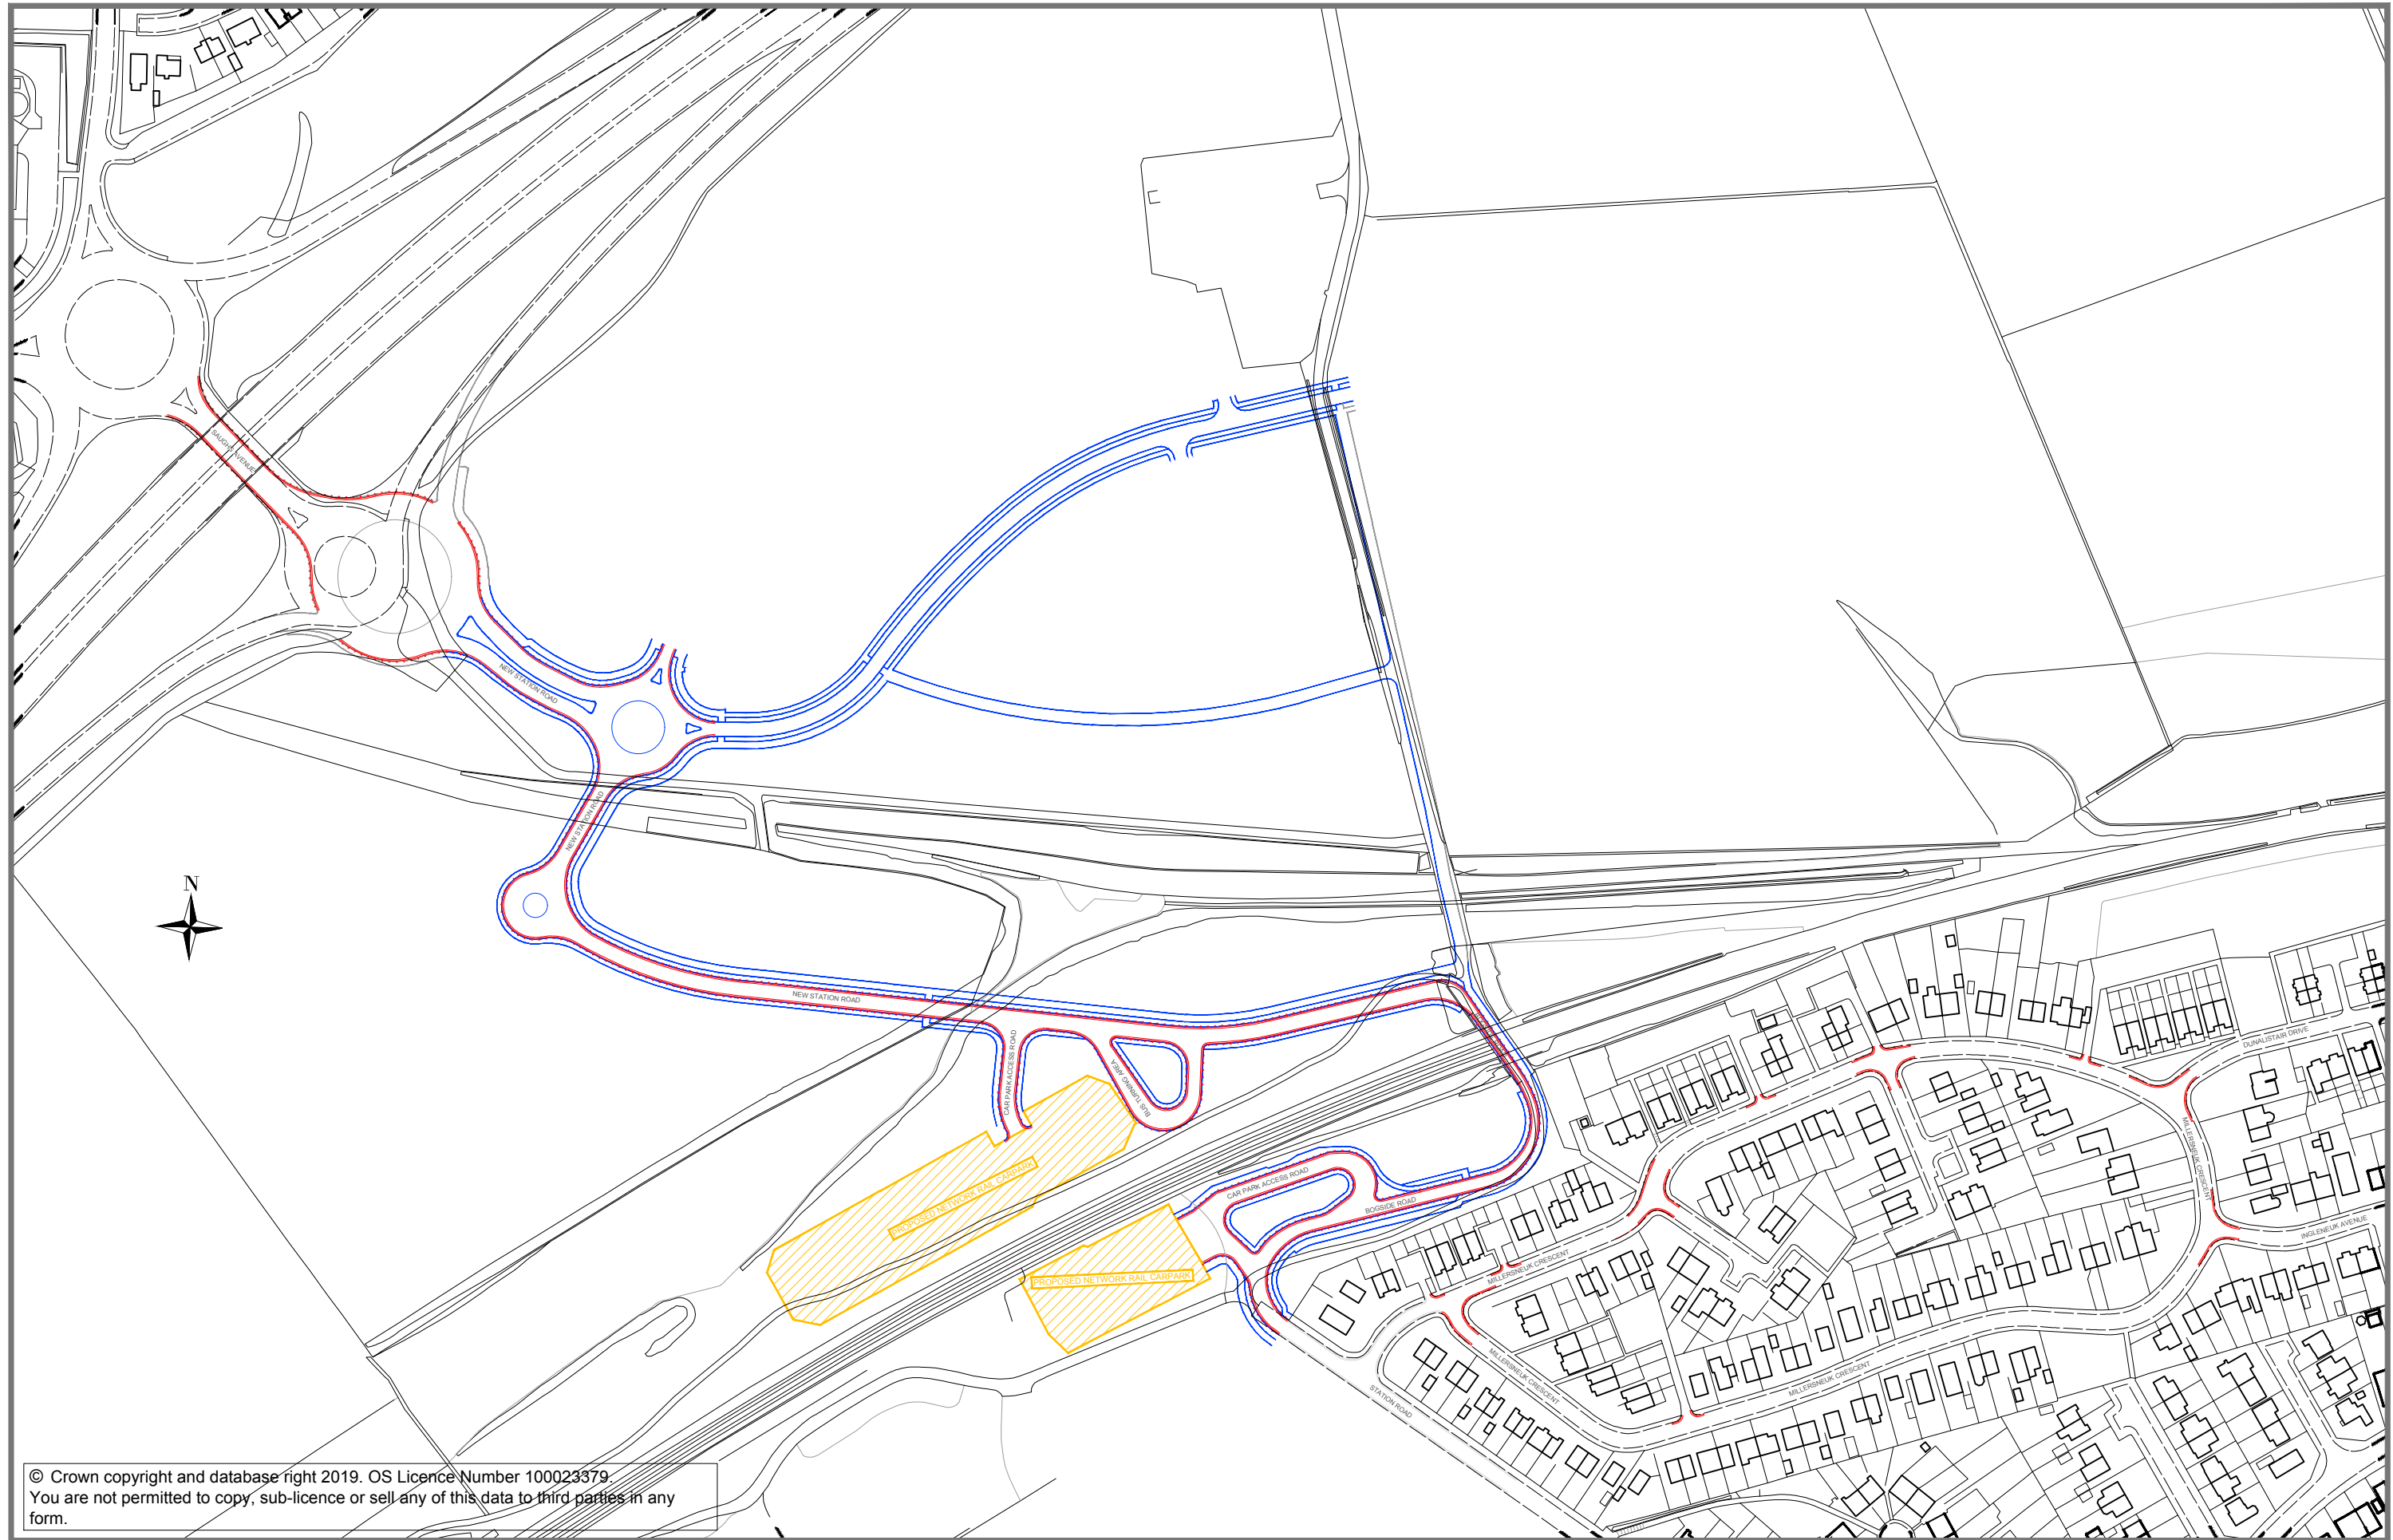 SAUGHS AVENUE
NEW STATION ROAD
NEW STATION ROAD
N
NEW STATION ROAD
CAR PARK ACCESS ROAD
BUS TURNING AREA
DUNALISTAIR DRIVE
MILLERSNEUK CRESCENT
PROPOSED NETWORK RAIL CARPARK
CAR PARK ACCESS ROAD
BOGSIDE ROAD
INGLENEUK AVENUE
MILLERSNEUK CRESCENT
PROPOSED NETWORK RAIL CARPARK
MILLERSNEUK CRESCENT
MILLERSNEUK CRESCENT
STATION ROAD
© Crown copyright and database right 2019. OS Licence Number 100023379.
You are not permitted to copy, sub-licence or sell any of this data to third parties in any
form.